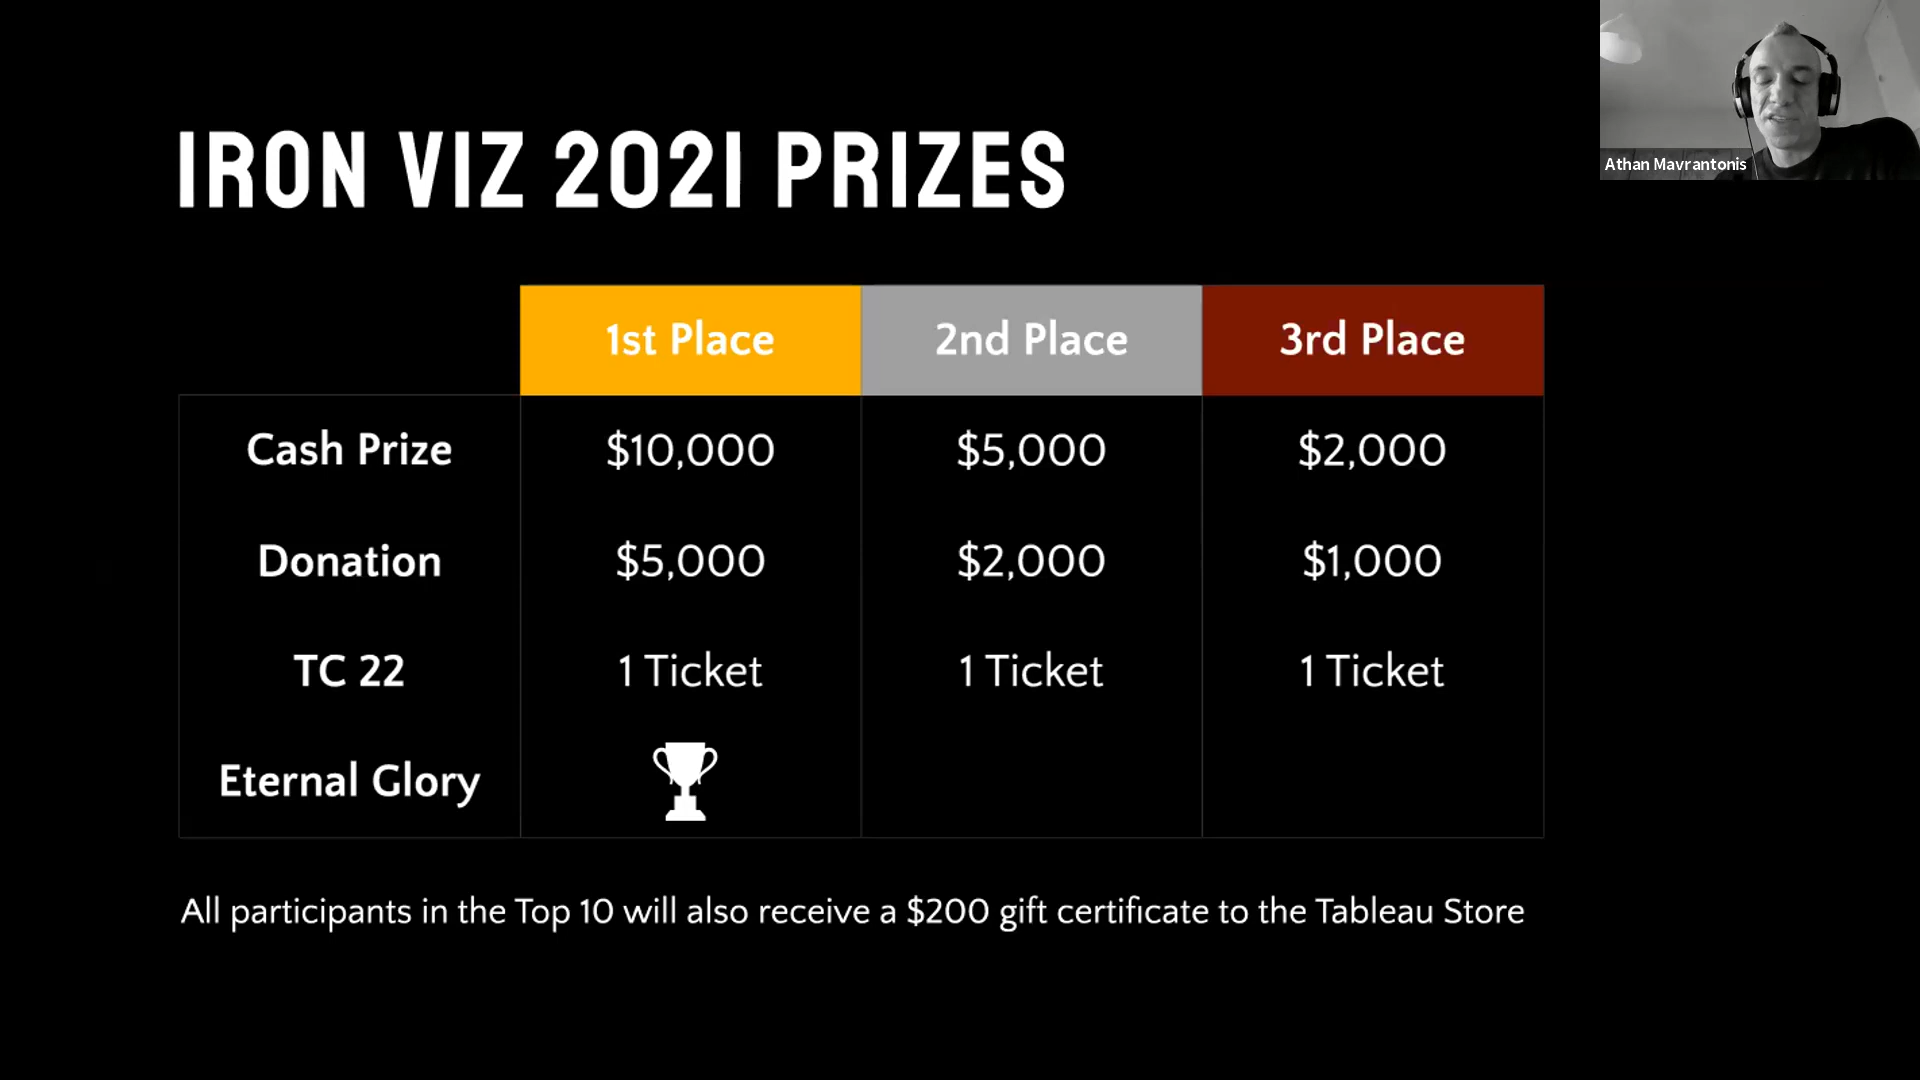 IRON VIZ 2021 PRIZES
Athan Mavrantonis
1st Place 2nd Place 3rd Place
Cash Prize $10,000 $5,000 $2,000
Donation $5,000 $2,000 $1,000
TC 22 1 Ticket 1 Ticket 1 Ticket
Eternal Glory
All participants in the Top 10 will also receive a $200 gift certificate to the Tableau Store